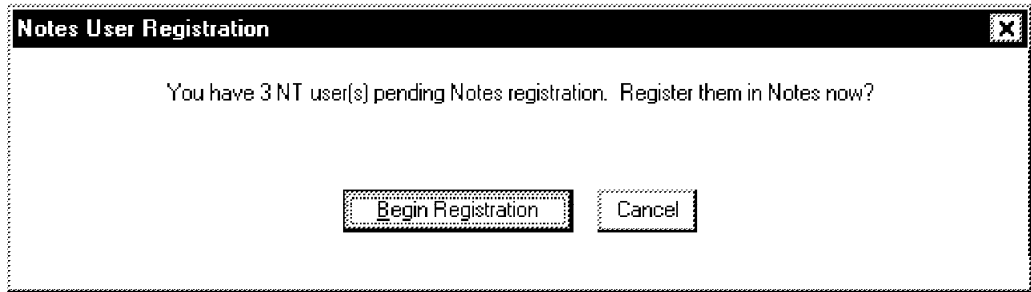 Notes User Registration
You have 3 NT user(s) pending Notes registration. Register them in Notes now?
Begin Registration Cancel